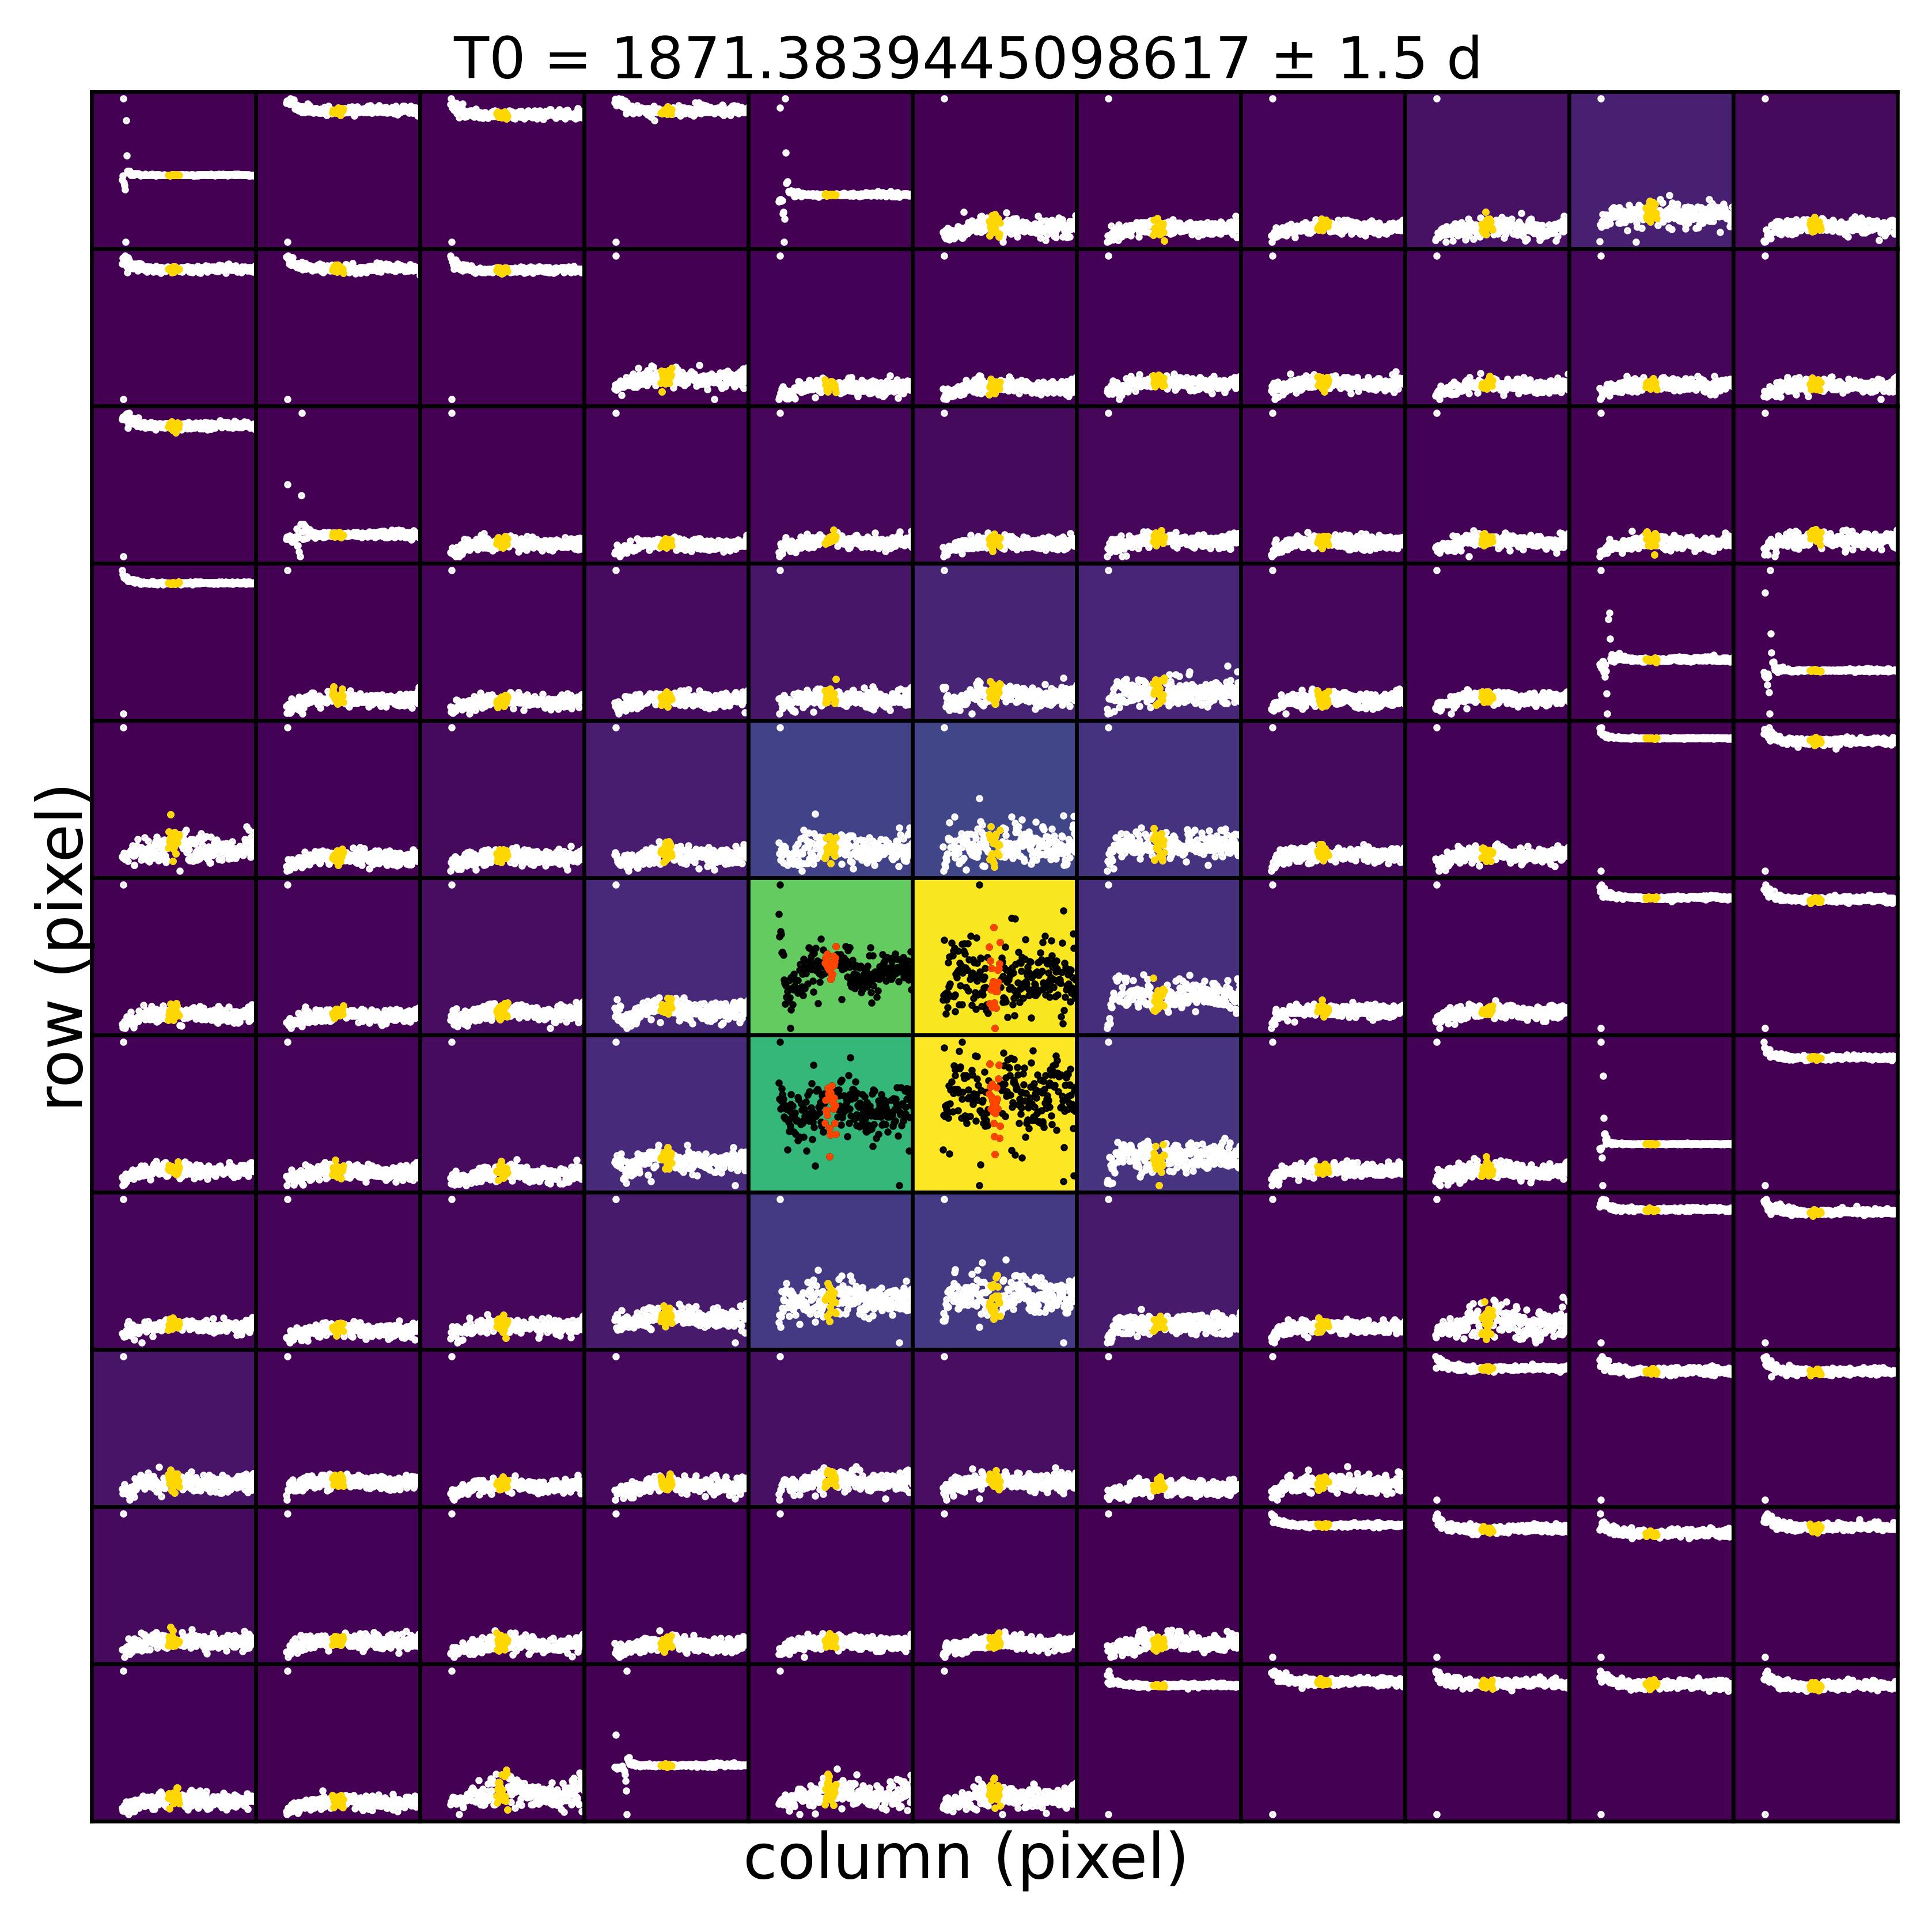 T0 = 1871.3839445098617 ± 1.5 d
row (pixel)
column (pixel)